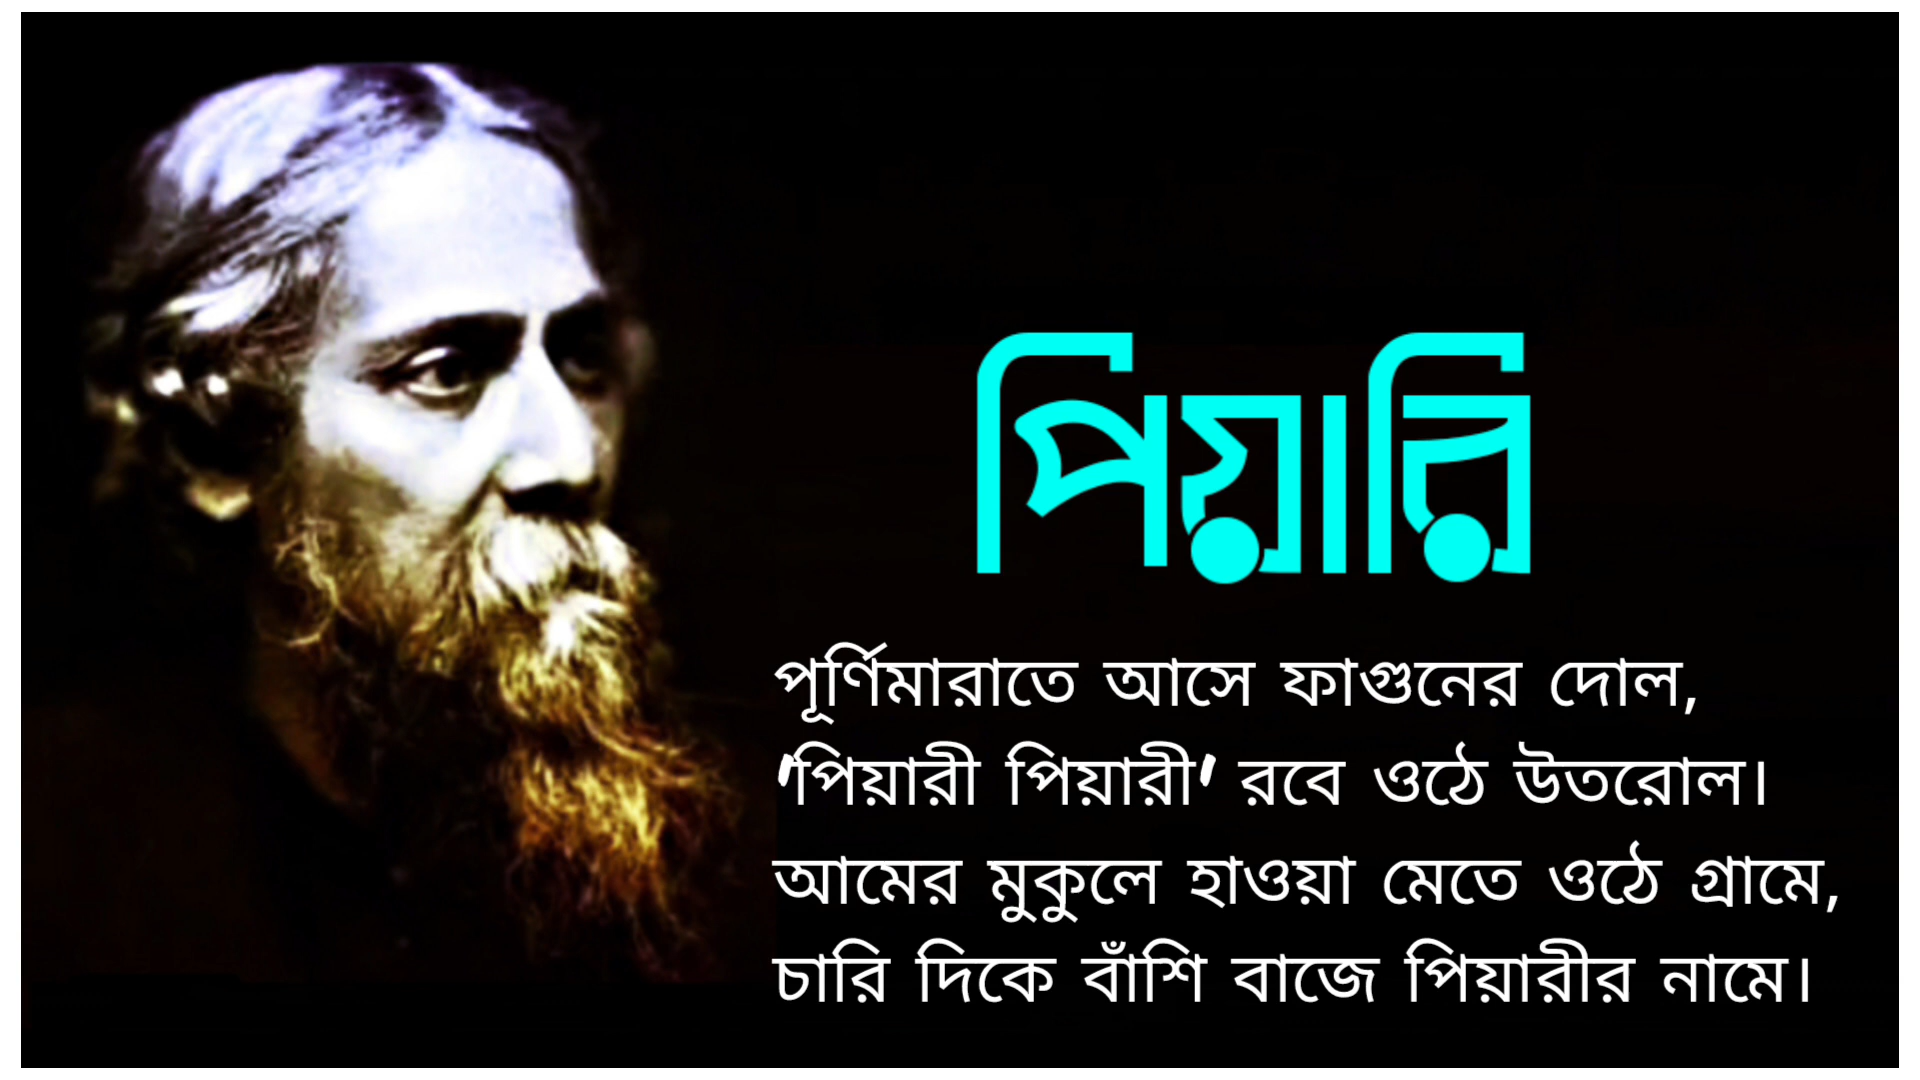 পিয়ারি
পূর্ণিমারাতে আসে ফাগুনের দোল,
'পিয়ারী পিয়ারী' রবে ওঠে উতরোল।
আমের মুকুলে হাওয়া মেতে ওঠে গ্রামে,
চারি দিকে বাঁশি বাজে পিয়ারীর নামে।